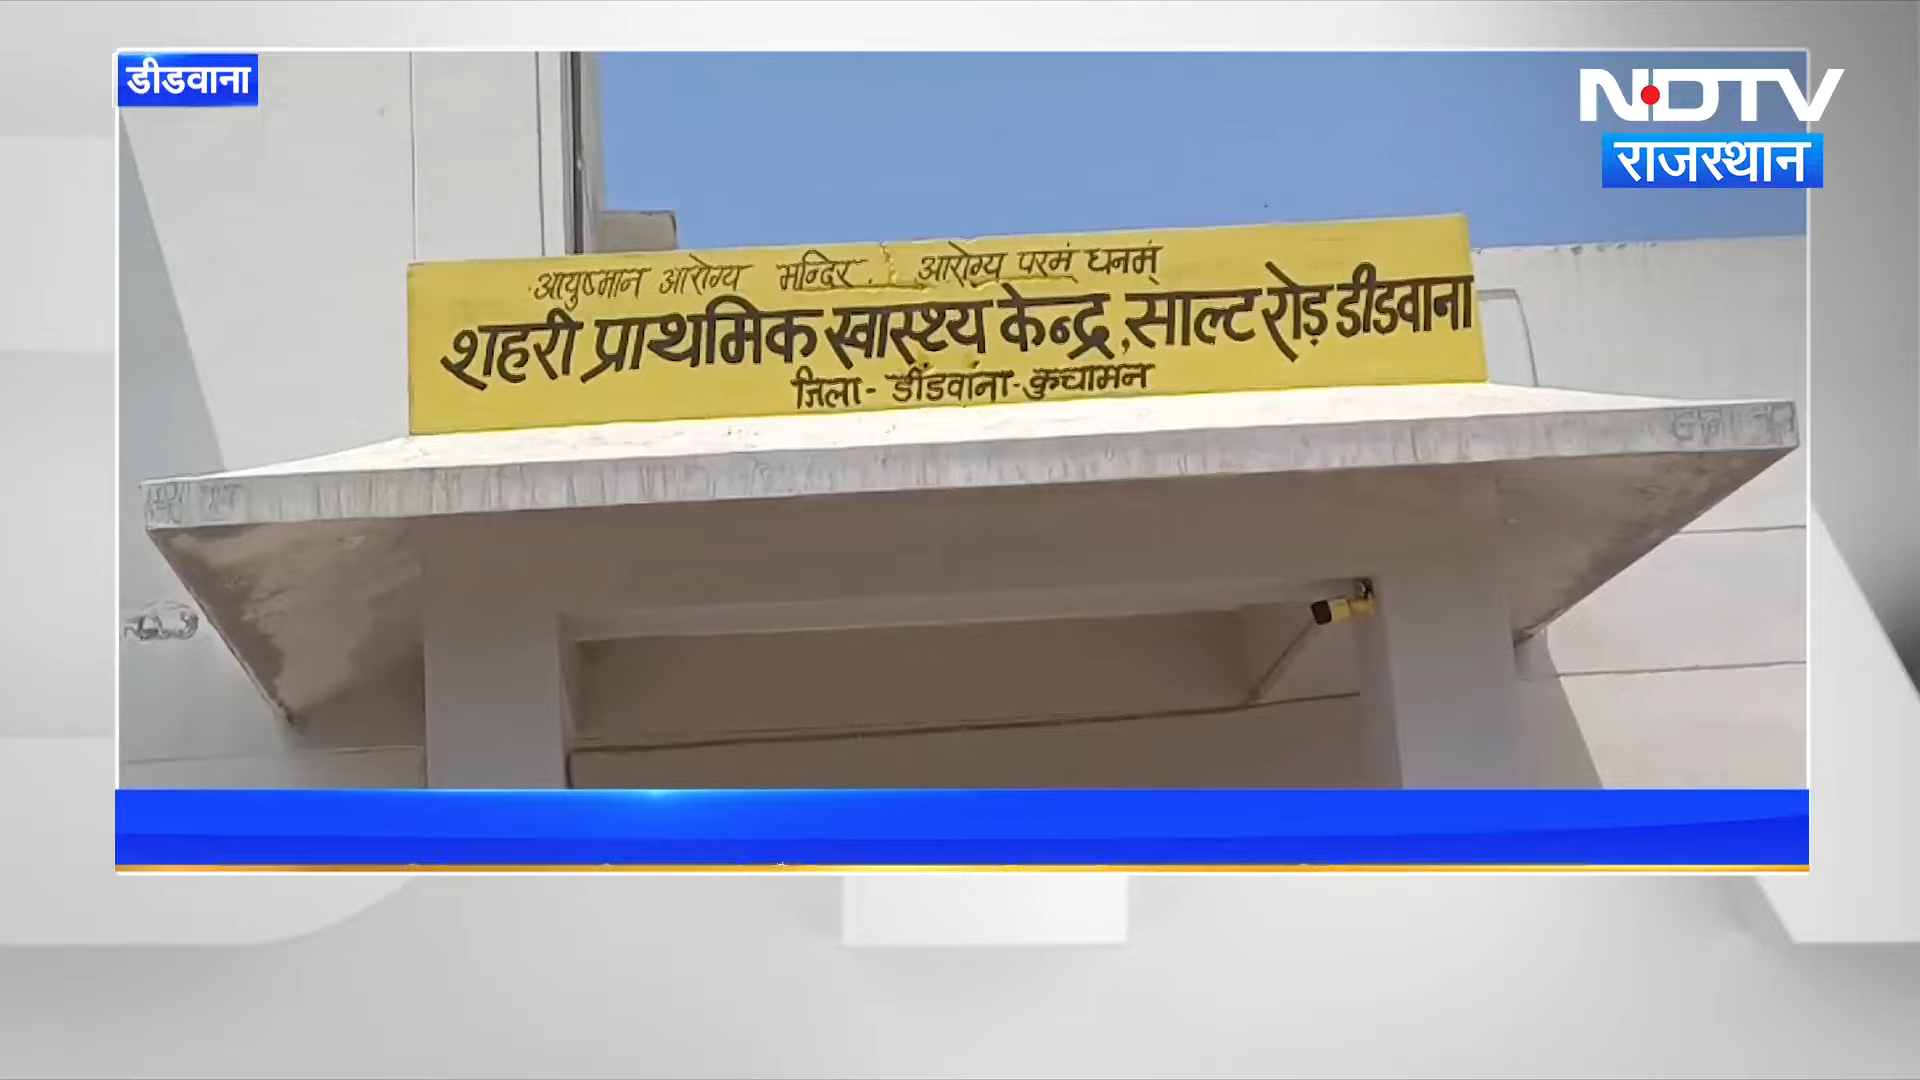 डीडवाना
NDTV
राजस्थान
आयुष्मान आरोग्य मन्दिर . आरोग्य परमं धनम्
शहरी प्राथमिक स्वास्थ्य केन्द्र, साल्ट रोड़ डीडवाना
जिला - डीडवाना - कुचामन